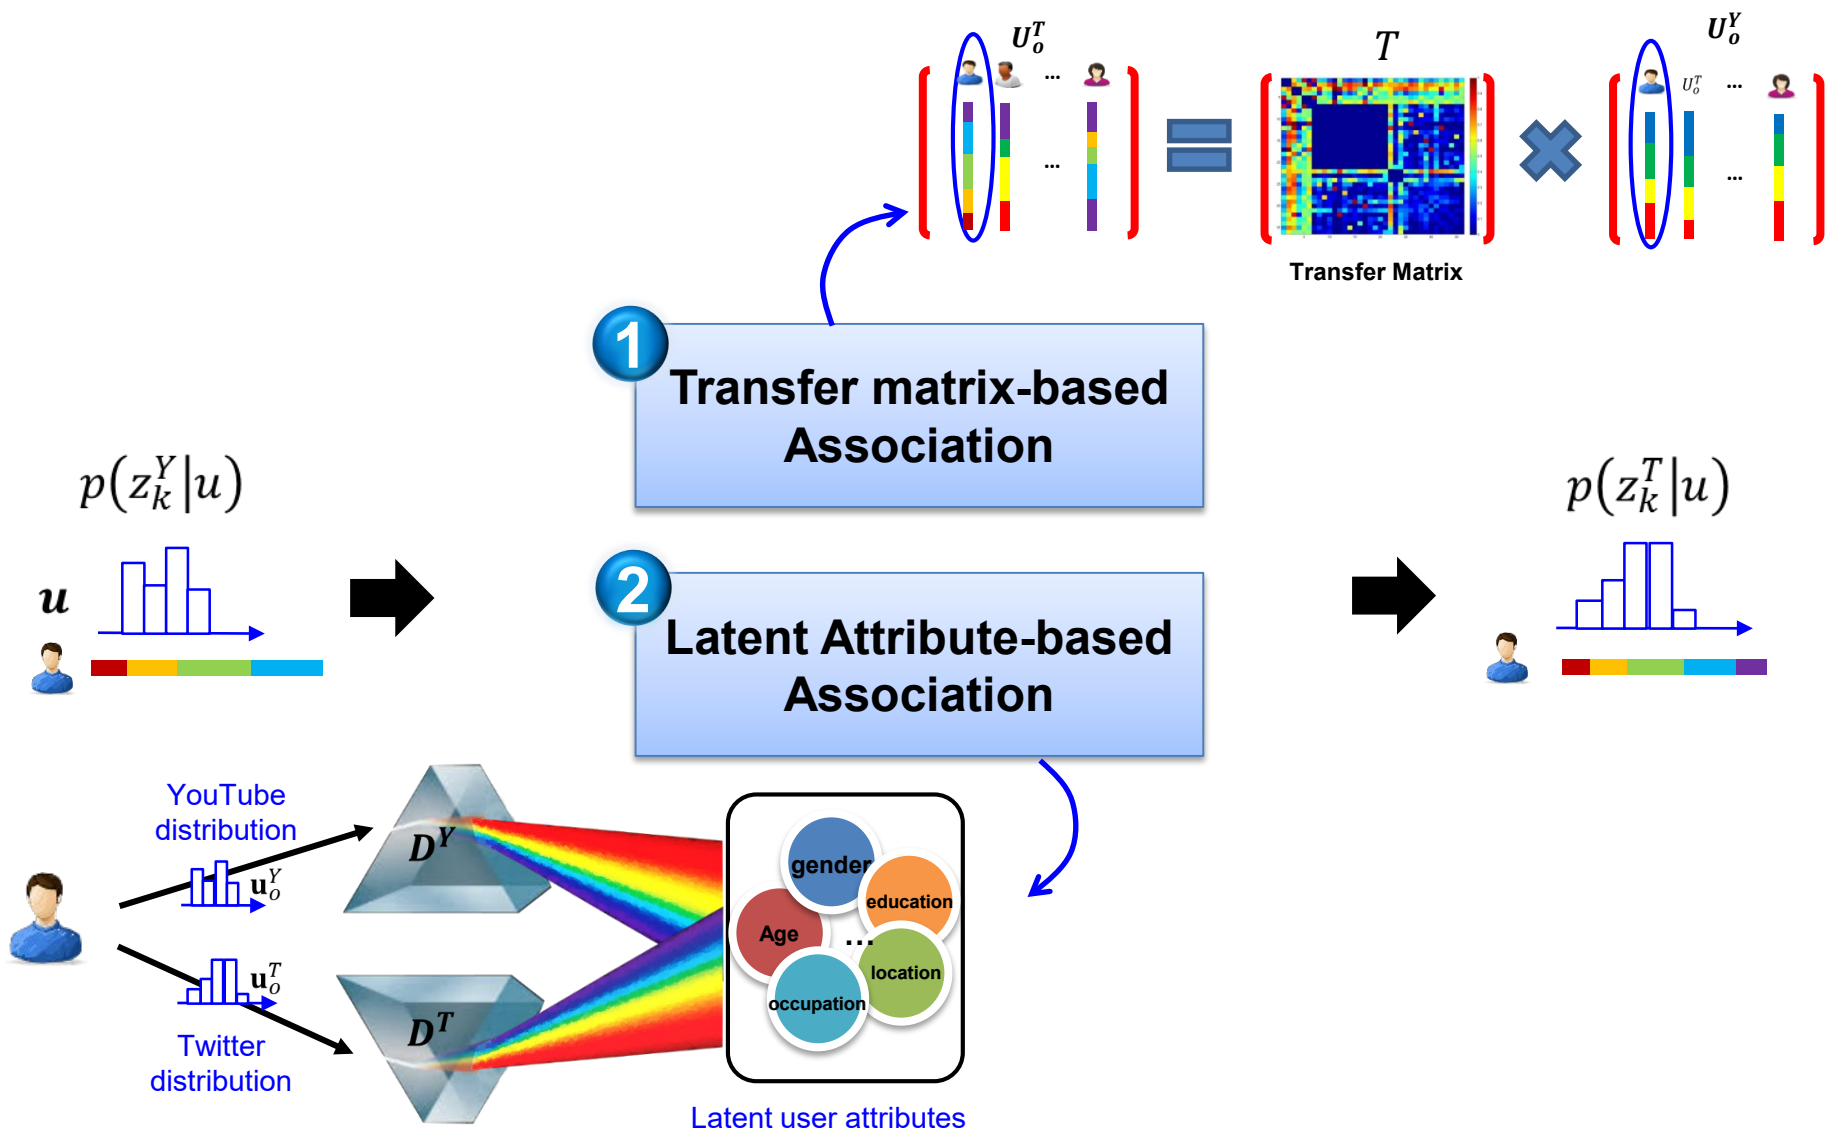 U_o^T
T
U_o^Y
...
U_o^T
...
...
...
Transfer Matrix
1
Transfer matrix-based
Association
p(z_k^Y|u)
p(z_k^T|u)
u
2
Latent Attribute-based
Association
YouTube
distribution
D^Y
u_o^Y
gender
education
Age
...
location
occupation
u_o^T
D^T
Twitter
distribution
Latent user attributes